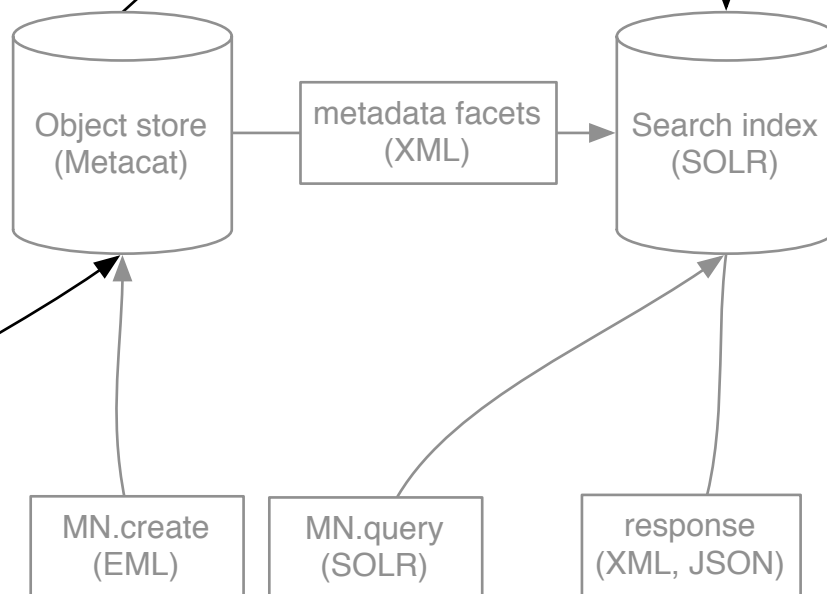 Object store
(Metacat)
metadata facets
(XML)
Search index
(SOLR)
MN.create
(EML)
MN.query
(SOLR)
response
(XML, JSON)